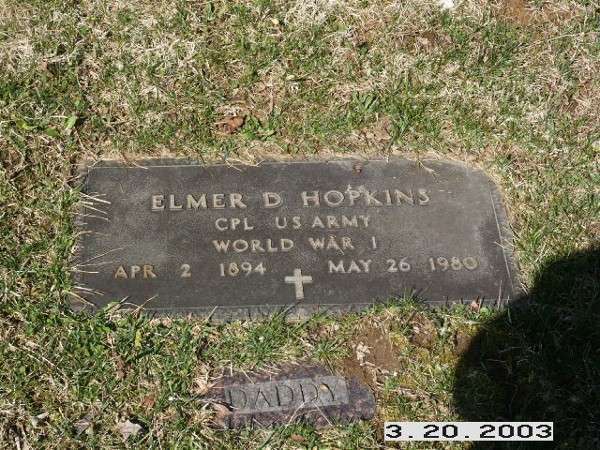 ELMER D HOPKINS
CPL US ARMY
WORLD WAR I
APR 2 1894 MAY 26 1980
DADDY
3.20.2003